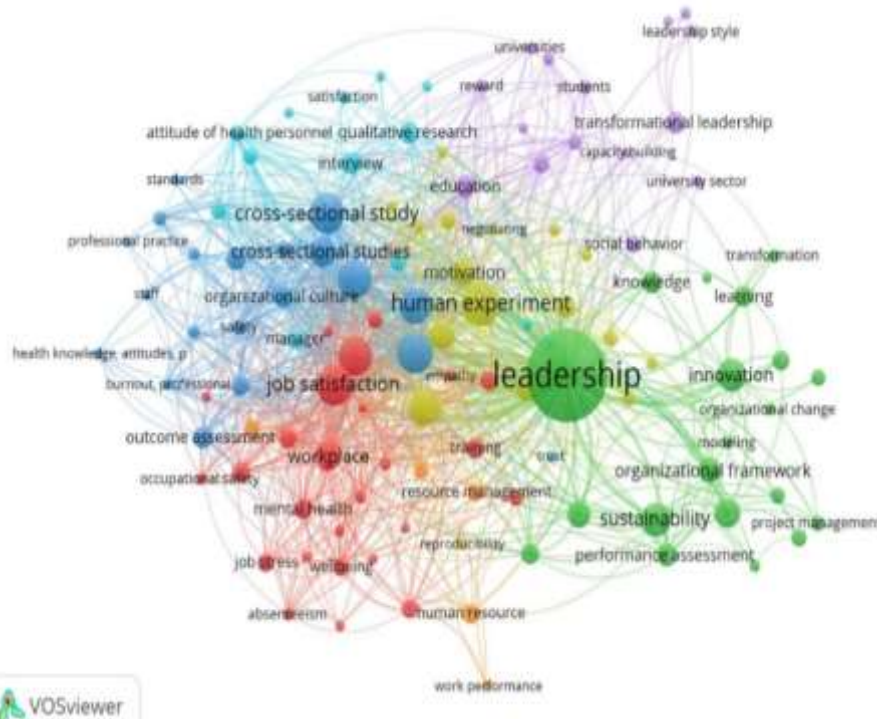 leadership style
universities
reward
students
satisfaction
transformational leadership
attitude of health personnel
qualitative research
capacity building
interview
standards
education
university sector
cross-sectional study
negotiating
professional practice
cross-sectional studies
social behavior
transformation
motivation
knowledge
staff
organizational culture
learning
human experiment
safety
manager
health knowledge, attitudes, p
empathy
leadership
innovation
burnout, professional
job satisfaction
organizational change
outcome assessment
modeling
workplace
training
trust
organizational framework
occupational safety
resource management
mental health
sustainability
project management
reproducibility
performance assessment
job stress
wellbeing
absenteeism
human resource
work performance
VOSviewer